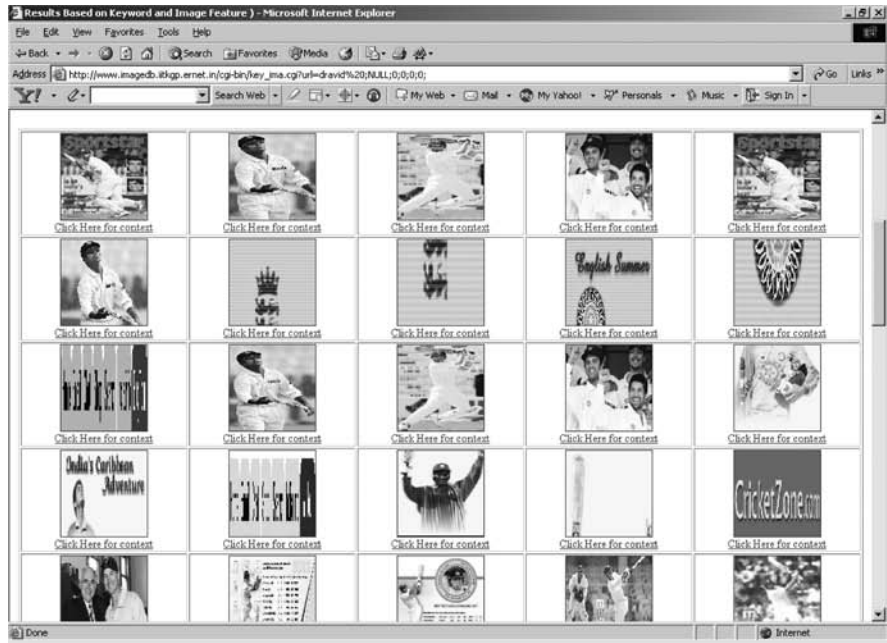 Results Based on Keyword and Image Feature ) - Microsoft Internet Explorer
File Edit View Favorites Tools Help
Back Search Favorites Media
Address http://www.imagedb.iitkgp.ernet.in/cgi-bin/key_ima.cgi?url=dravid%20;NULL;0;0;0;0; Go Links »
Y! Search Web My Web Mail My Yahoo! Personals Music Sign In
Sportstar Sportstar
Click Here for context Click Here for context Click Here for context Click Here for context Click Here for context
English Summer
Click Here for context Click Here for context Click Here for context Click Here for context Click Here for context
Click Here for context Click Here for context Click Here for context Click Here for context Click Here for context
India's Caribbean
Adventure
CricketZone.com
Click Here for context Click Here for context Click Here for context Click Here for context Click Here for context
Done Internet